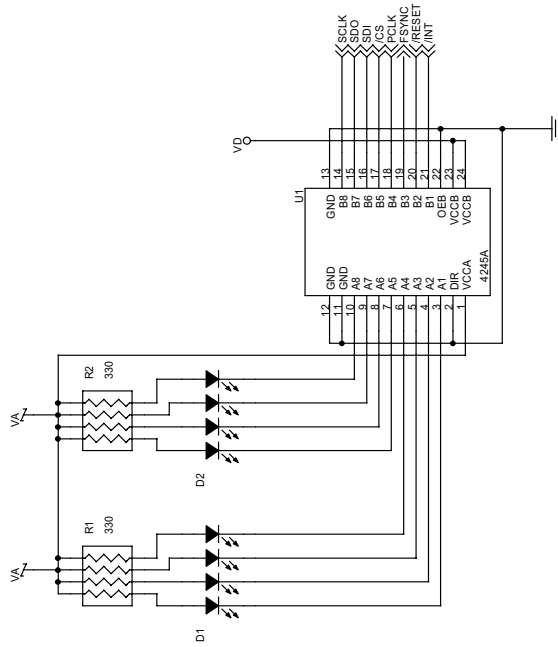 SCLK
SDO
SDI
/CS
PCLK
FSYNC
/RESET
/INT
VD
U1
13 GND
14 B8
15 B7
16 B6
17 B5
18 B4
19 B3
20 B2
21 B1
22 OEB
23 VCCB
24 VCCB
12 GND
11 GND
10 A8
9 A7
8 A6
7 A5
6 A4
5 A3
4 A2
3 A1
2 DIR
1 VCCA
4245A
VA
R2
330
D2
VA
R1
330
D1